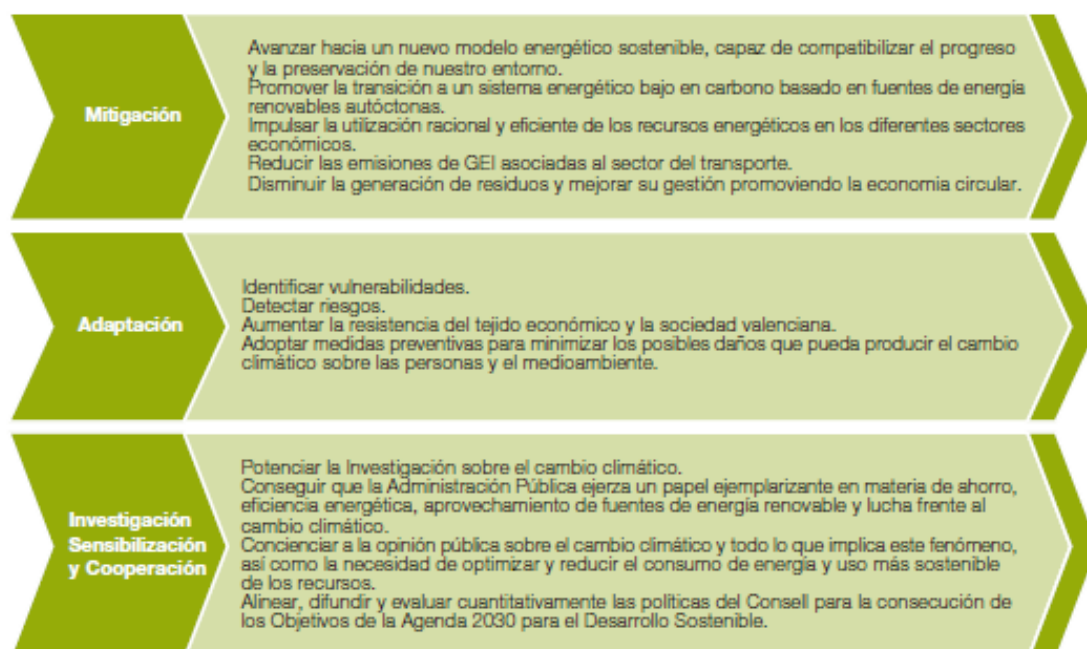 Mitigación
Avanzar hacia un nuevo modelo energético sostenible, capaz de compatibilizar el progreso
y la preservación de nuestro entorno.
Promover la transición a un sistema energético bajo en carbono basado en fuentes de energía
renovables autóctonas.
Impulsar la utilización racional y eficiente de los recursos energéticos en los diferentes sectores
económicos.
Reducir las emisiones de GEI asociadas al sector del transporte.
Disminuir la generación de residuos y mejorar su gestión promoviendo la economia circular.
Adaptación
Identificar vulnerabilidades.
Detectar riesgos.
Aumentar la resistencia del tejido económico y la sociedad valenciana.
Adoptar medidas preventivas para minimizar los posibles daños que pueda producir el cambio
climático sobre las personas y el medioambiente.
Investigación
Sensibilización
y Cooperación
Potenciar la Investigación sobre el cambio climático.
Conseguir que la Administración Pública ejerza un papel ejemplarizante en materia de ahorro,
eficiencia energética, aprovechamiento de fuentes de energía renovable y lucha frente al
cambio climático.
Concienciar a la opinión pública sobre el cambio climático y todo lo que implica este fenómeno,
así como la necesidad de optimizar y reducir el consumo de energía y uso más sostenible
de los recursos.
Alinear, difundir y evaluar cuantitativamente las políticas del Consell para la consecución de
los Objetivos de la Agenda 2030 para el Desarrollo Sostenible.